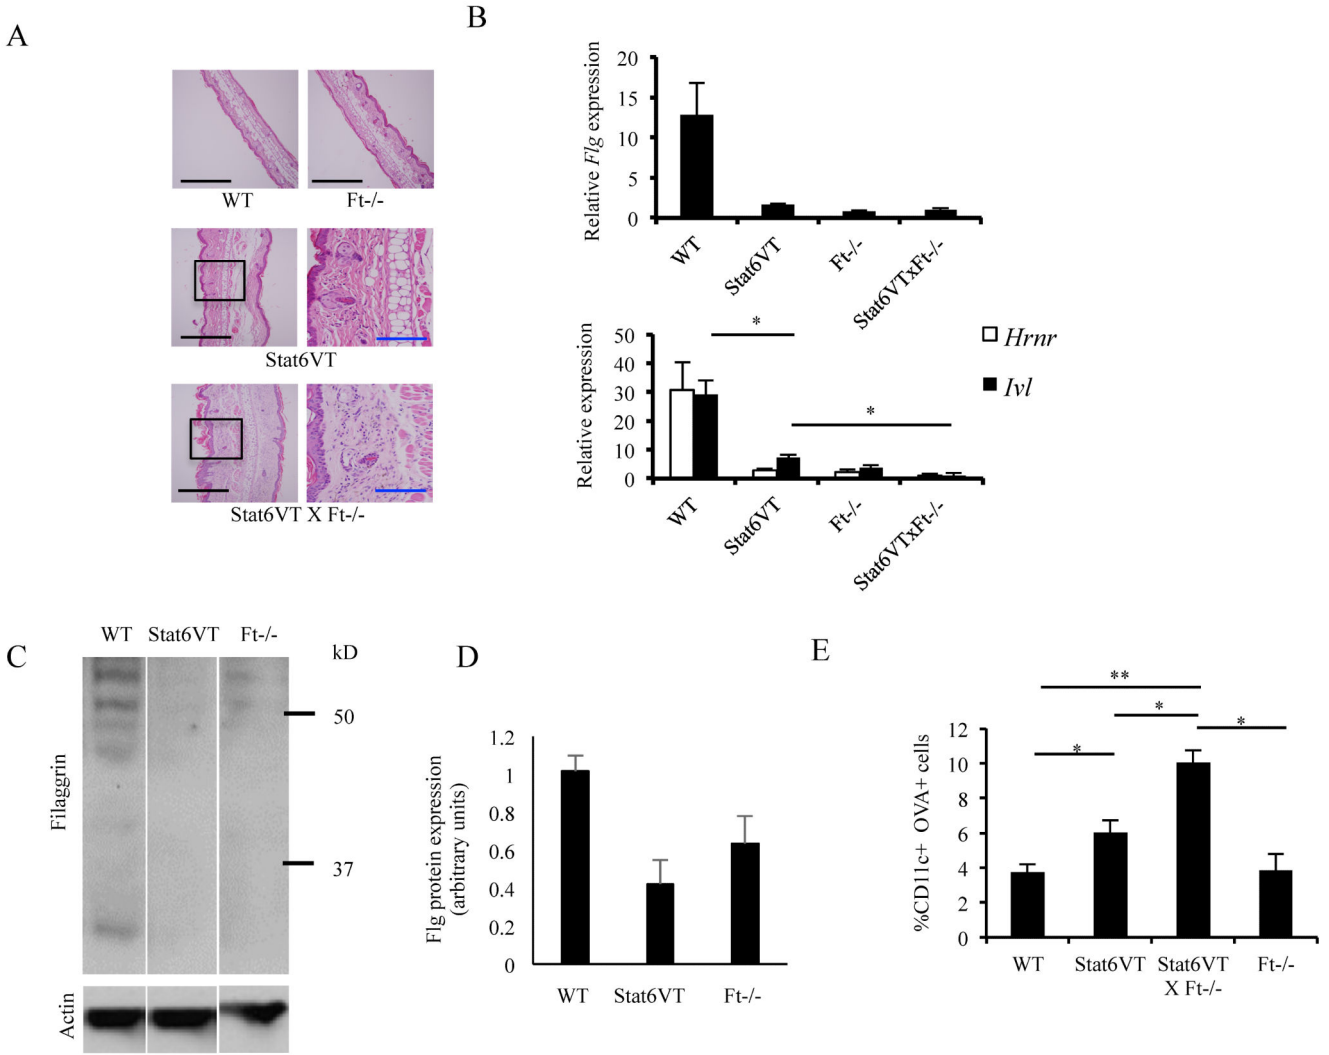 A
WT
Ft-/-
Stat6VT
Stat6VT X Ft-/-
B
Relative Flg expression
20
15
10
5
0
WT
Stat6VT
Ft-/-
Stat6VTxFt-/-
Relative expression
50
40
30
20
10
0
*
*
WT
Stat6VT
Ft-/-
Stat6VTxFt-/-
Hrnr
Ivl
C
WT Stat6VT Ft-/-
kD
50
37
Filaggrin
Actin
D
Flg protein expression
(arbitrary units)
1.2
1
0.8
0.6
0.4
0.2
0
WT Stat6VT Ft-/-
E
%CD11c+ OVA+ cells
12
10
8
6
4
2
0
**
*
*
*
WT Stat6VT Stat6VT Ft-/-
X Ft-/-